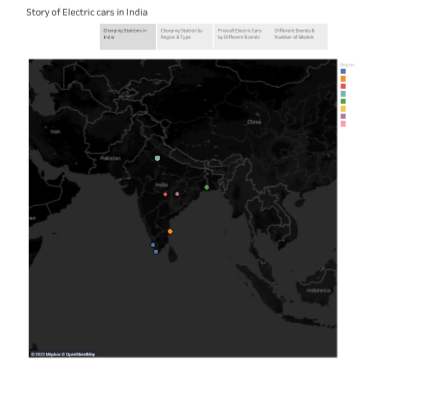 Story of Electric cars in India
Charging Stations in
India
Charging Station by
Region & Type
Price of Electric Cars
by Different Brands
Different Brands &
Number of Models
Region
China
Iran
Pakistan
India
Indonesia
© 2023 Mapbox © OpenStreetMap